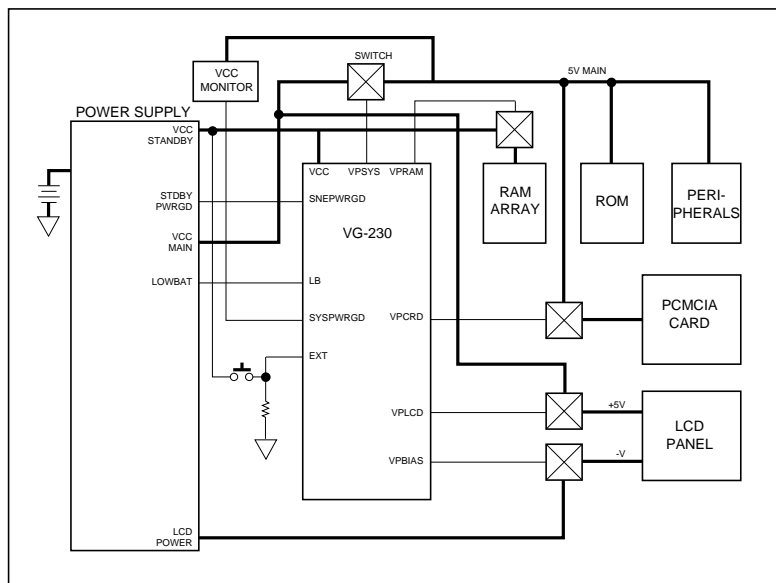 SWITCH
VCC
MONITOR
5V MAIN
POWER SUPPLY
VCC
STANDBY
VCC
VPSYS
VPRAM
RAM
ARRAY
ROM
PERI-
PHERALS
STDBY
PWRGD
SNEPWRGD
VG-230
VCC
MAIN
LOWBAT
LB
SYSPWRGD
VPCRD
PCMCIA
CARD
EXT
VPLCD
+5V
LCD
PANEL
VPBIAS
-V
LCD
POWER